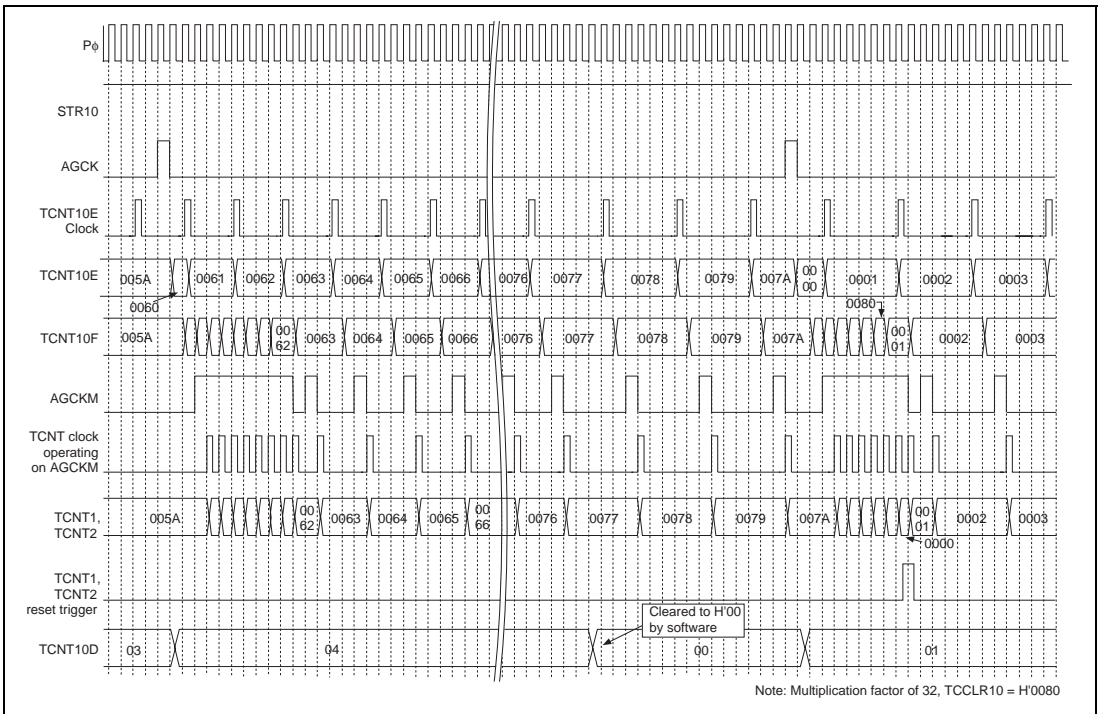 Pφ
STR10
AGCK
TCNT10E
Clock
TCNT10E
005A 0061 0062 0063 0064 0065 0066 0076 0077 0078 0079 007A 00 00 0001 0002 0003
0060
0080
TCNT10F
005A 00 62 0063 0064 0065 0066 0076 0077 0078 0079 007A 00 01 0002 0003
AGCKM
TCNT clock
operating
on AGCKM
TCNT1,
TCNT2
005A 00 62 0063 0064 0065 00 66 0076 0077 0078 0079 007A 00 01 0002 0003
0000
TCNT1,
TCNT2
reset trigger
Cleared to H'00
by software
TCNT10D
03 04 00 01
Note: Multiplication factor of 32, TCCLR10 = H'0080